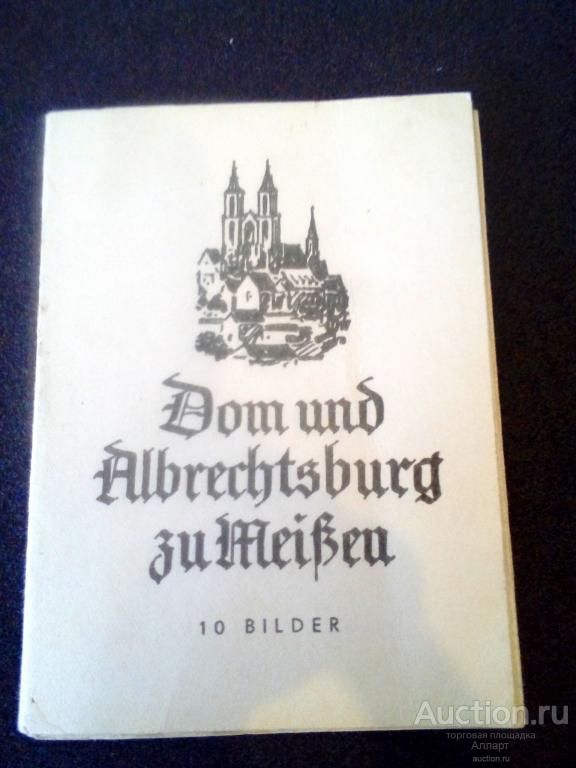 Dom und
Albrechtsburg
zu Meißen
10 BILDER
Auction.ru
торговая площадка
Алларт
auction.ru